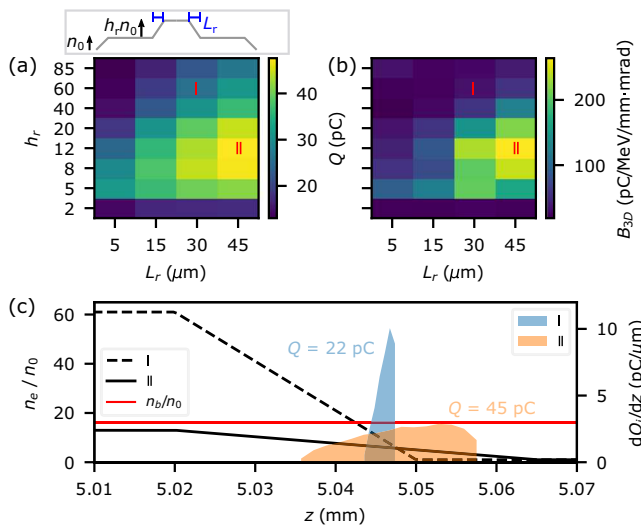 n₀ hᵣn₀ Lᵣ
(a) (b)
85
60
40
20
12
8
5
2
hᵣ
I
II
5 15 30 45
Lᵣ (μm)
40
30
20
Q (pC)
I
II
5 15 30 45
Lᵣ (μm)
200
100
B₃D (pC/MeV/mm·mrad)
(c)
60
40
20
0
nₑ / n₀
I
II
n_b/n₀
Q = 22 pC
Q = 45 pC
I
II
10
5
0
dQᵢ/dz (pC/μm)
5.01 5.02 5.03 5.04 5.05 5.06 5.07
z (mm)